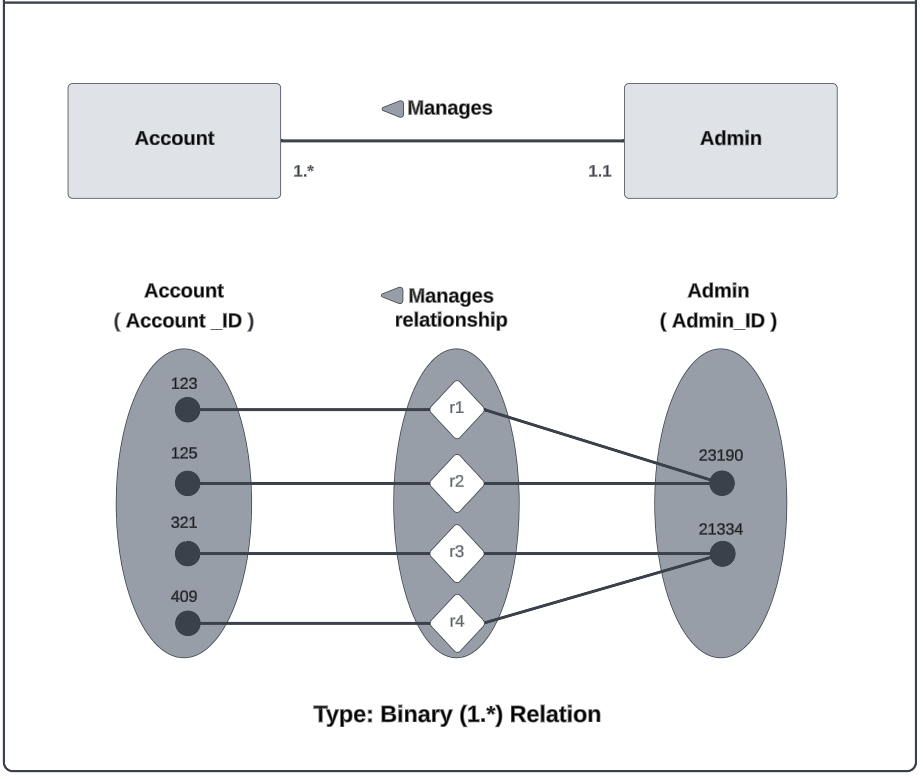 Manages
Account
Admin
1.*
1.1
Account
( Account _ID )
Manages
relationship
Admin
( Admin_ID )
123
r1
125
23190
r2
321
21334
r3
409
r4
Type: Binary (1.*) Relation